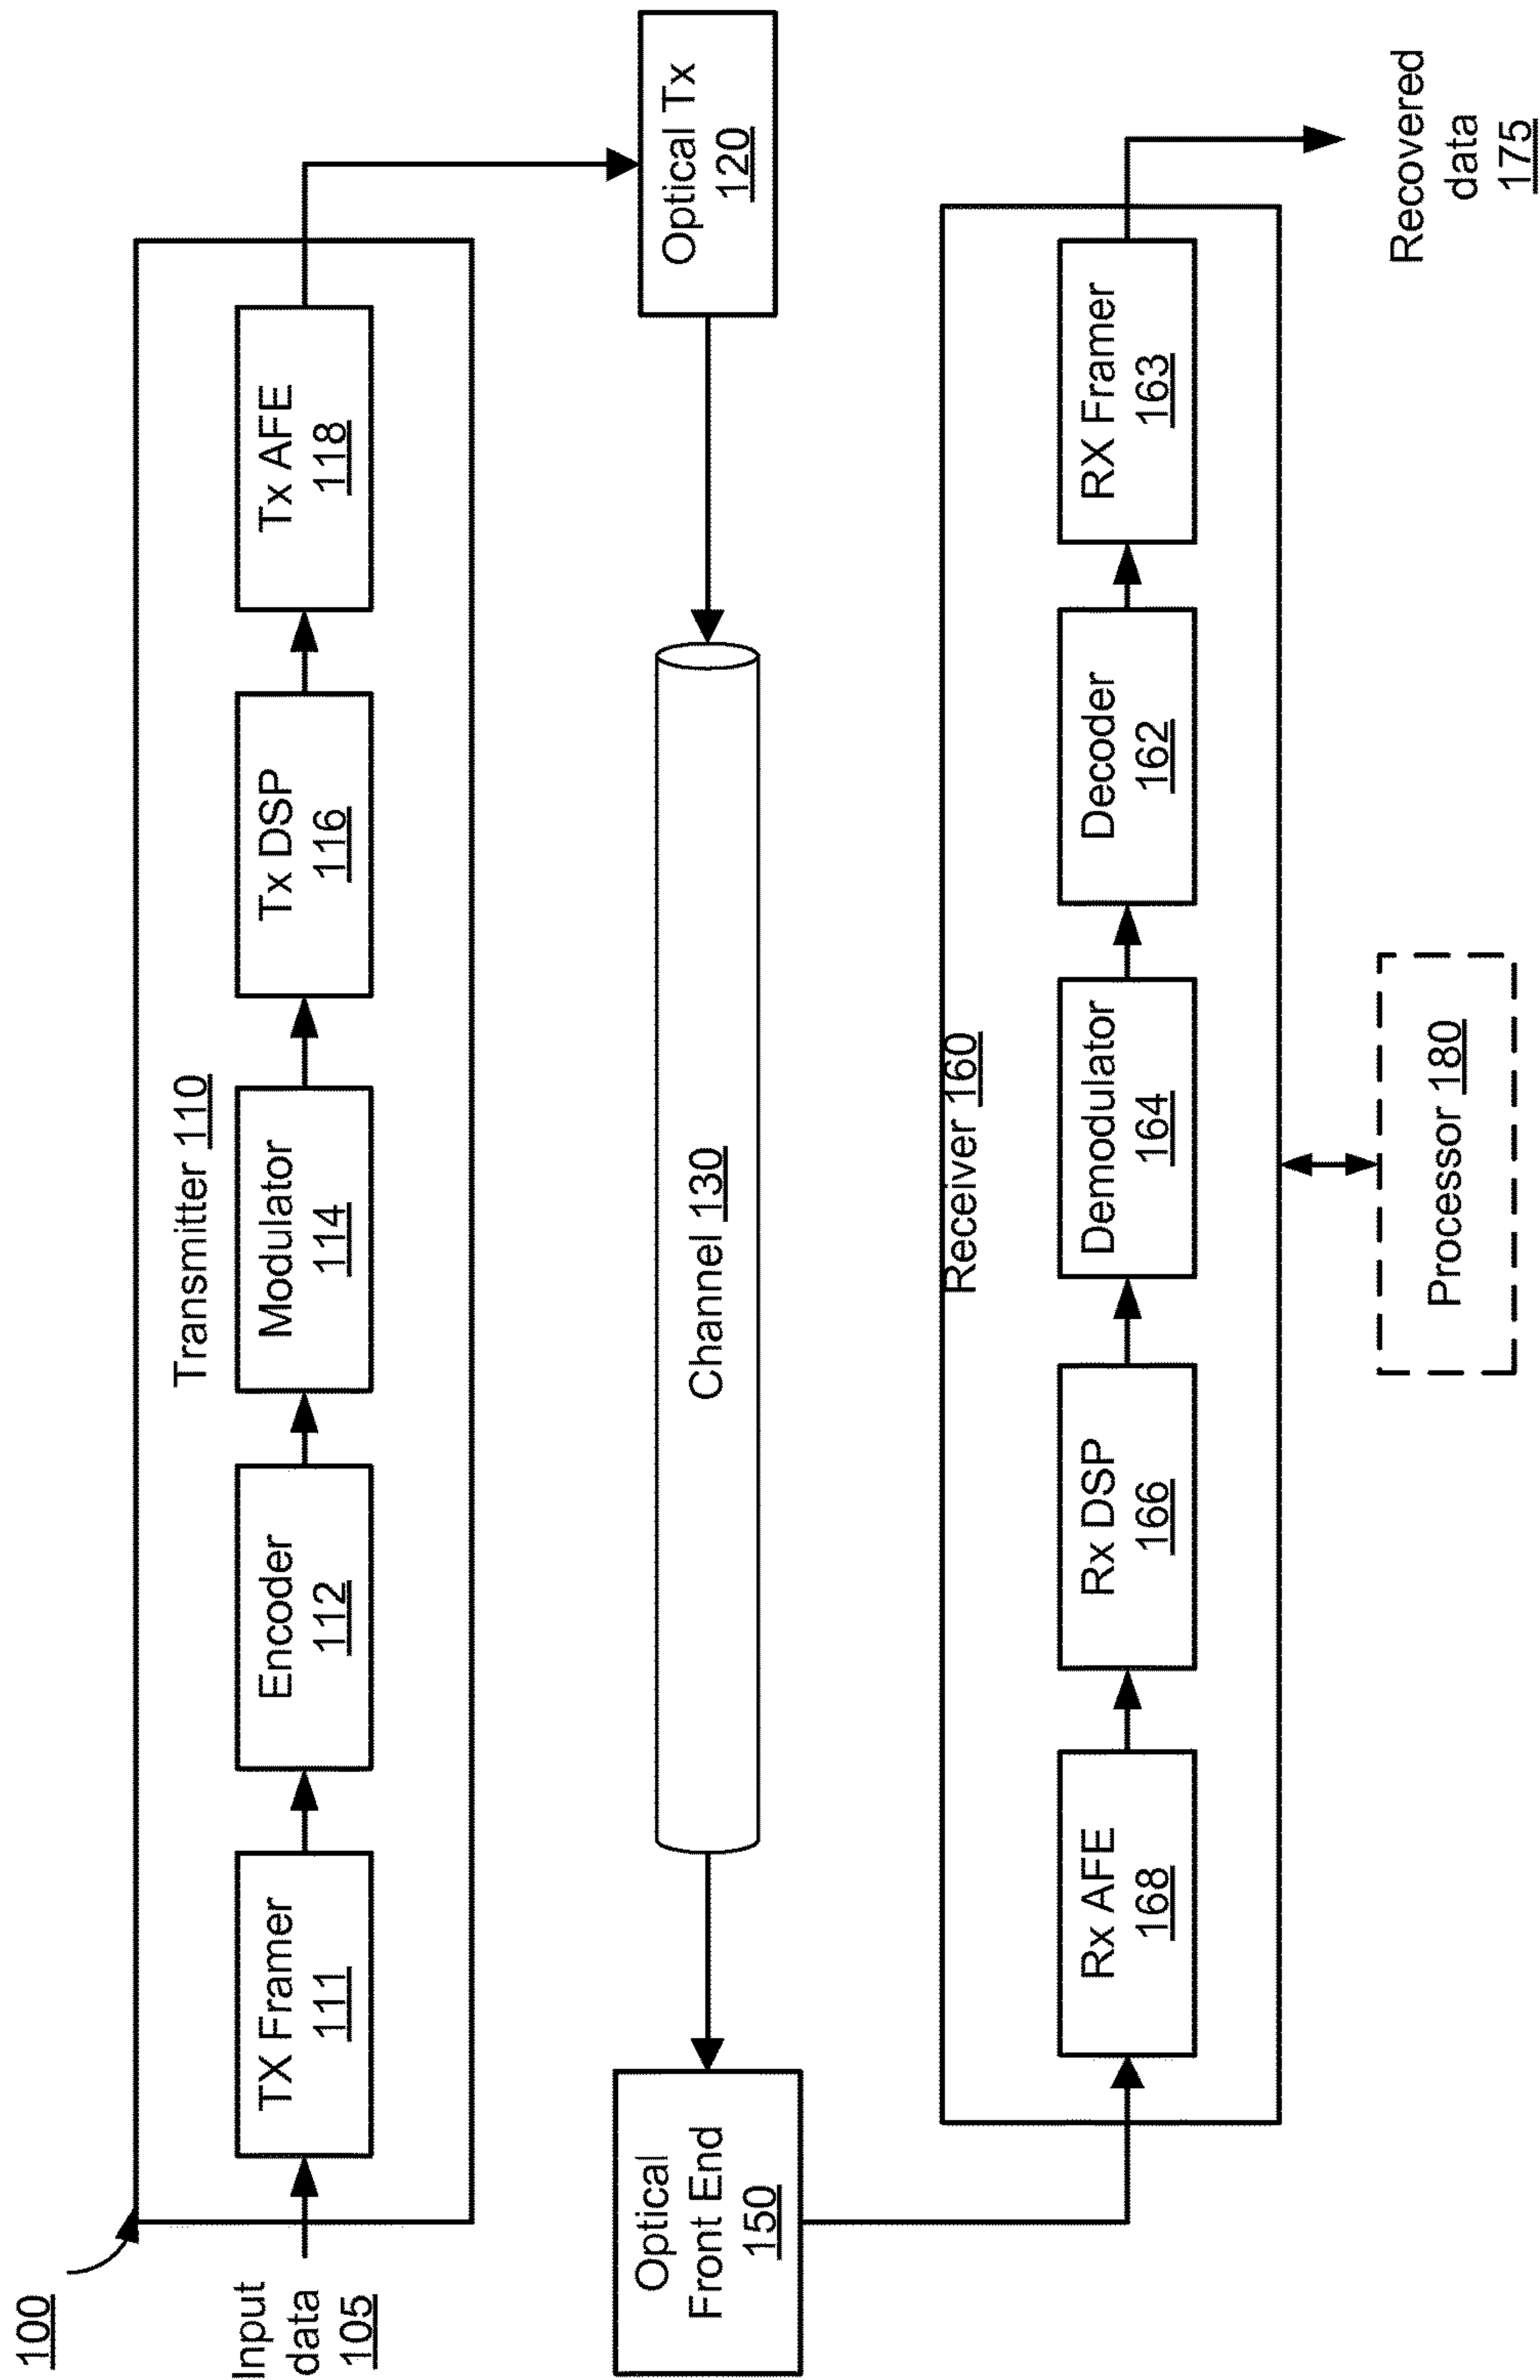 100
Input
data
105
Transmitter 110
TX Framer
111
Encoder
112
Modulator
114
Tx DSP
116
Tx AFE
118
Optical Tx
120
Channel 130
Optical
Front End
150
Receiver 160
Rx AFE
168
Rx DSP
166
Demodulator
164
Decoder
162
RX Framer
163
Recovered
data
175
Processor 180